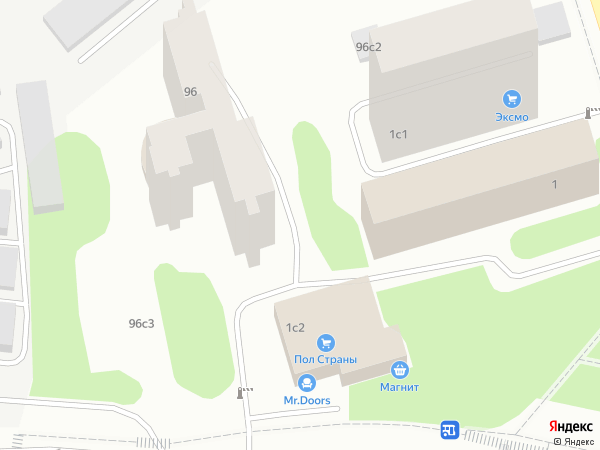 96с2
96
Эксмо
1с1
1
96с3
1с2
Пол Страны
Магнит
Mr.Doors
Яндекс
© Яндекс